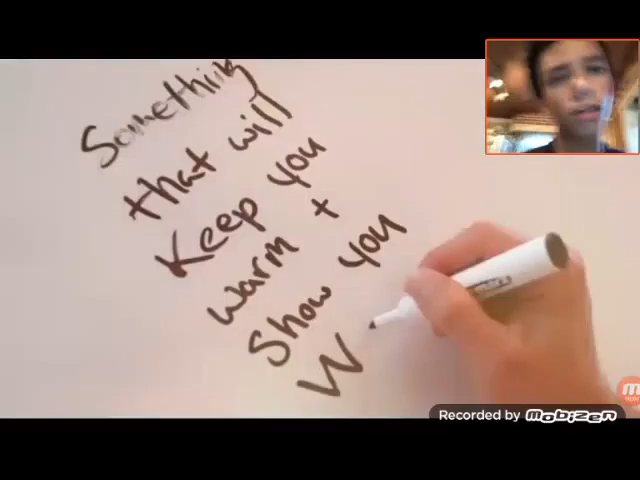 Something
that will
Keep you
warm +
Show you
W
Recorded by mobizen